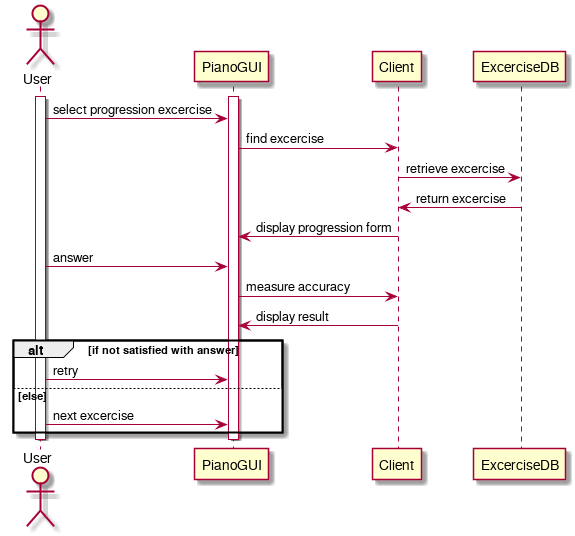 User
PianoGUI
Client
ExcerciseDB
select progression excercise
find excercise
retrieve excercise
return excercise
display progression form
answer
measure accuracy
display result
alt
[if not satisfied with answer]
retry
[else]
next excercise
User
PianoGUI
Client
ExcerciseDB